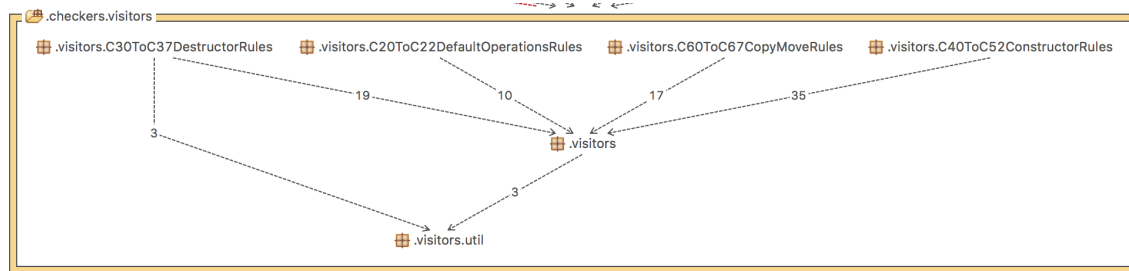 .checkers.visitors
.visitors.C30ToC37DestructorRules .visitors.C20ToC22DefaultOperationsRules .visitors.C60ToC67CopyMoveRules .visitors.C40ToC52ConstructorRules
19 10 17 35
3
.visitors
3
.visitors.util